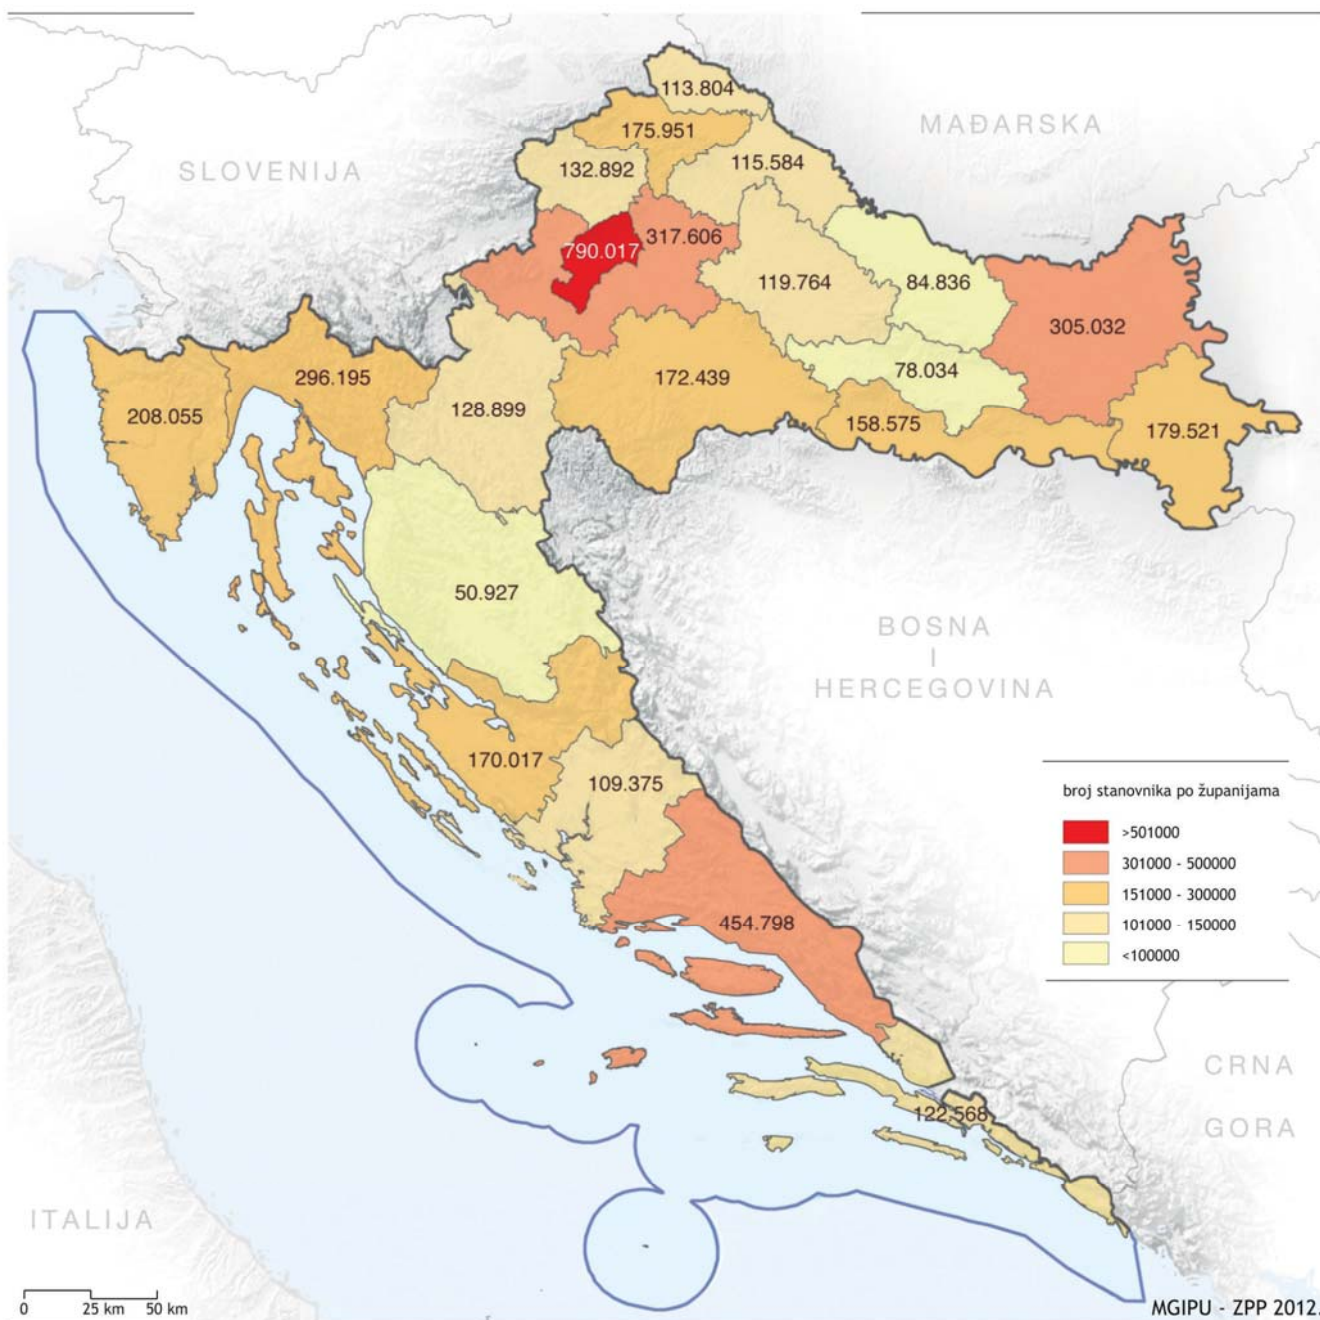 113.804
MAĐARSKA
175.951
SLOVENIJA
132.892
115.584
790.017
317.606
119.764
84.836
305.032
296.195
172.439
78.034
208.055
128.899
158.575
179.521
50.927
BOSNA
I
HERCEGOVINA
170.017
109.375
broj stanovnika po županijama
>501000
301000 - 500000
151000 - 300000
101000 - 150000
<100000
454.798
CRNA
GORA
122.568
ITALIJA
0 25 km 50 km
MGIPU - ZPP 2012.